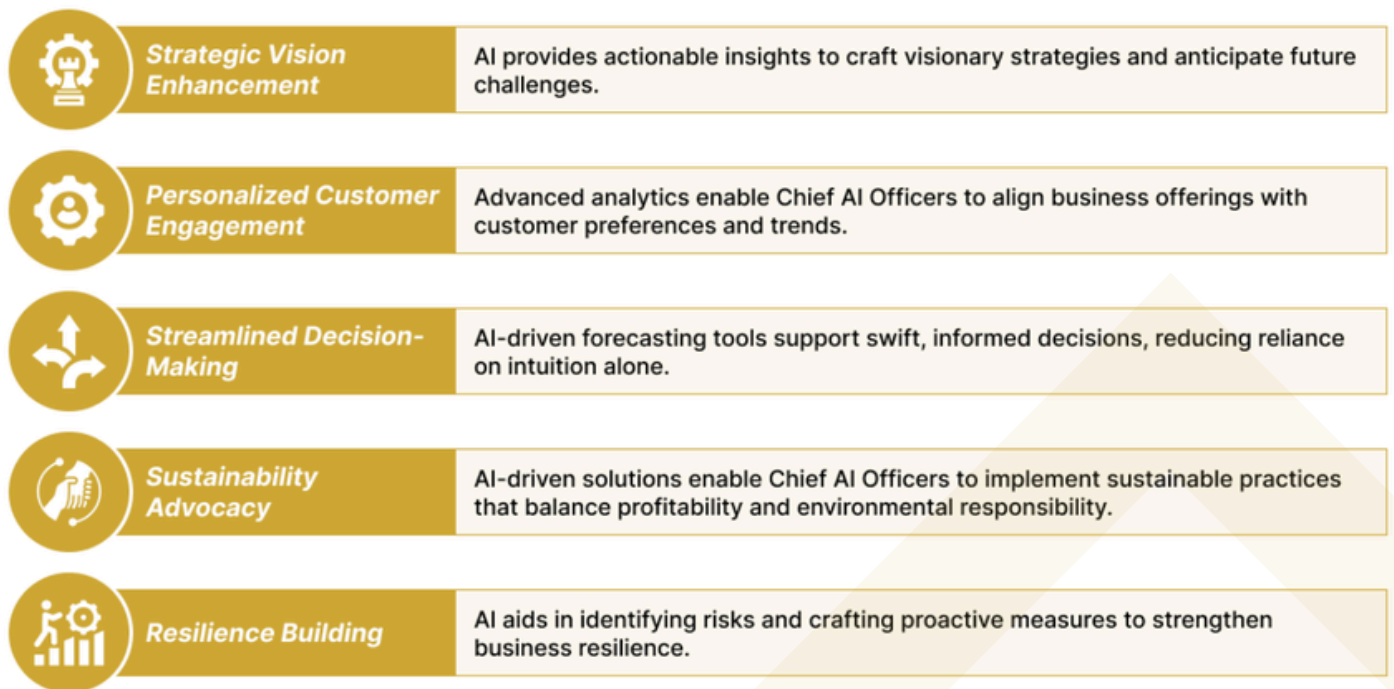 Strategic Vision
Enhancement
AI provides actionable insights to craft visionary strategies and anticipate future
challenges.
Personalized Customer
Engagement
Advanced analytics enable Chief AI Officers to align business offerings with
customer preferences and trends.
Streamlined Decision-
Making
AI-driven forecasting tools support swift, informed decisions, reducing reliance
on intuition alone.
Sustainability
Advocacy
AI-driven solutions enable Chief AI Officers to implement sustainable practices
that balance profitability and environmental responsibility.
Resilience Building
AI aids in identifying risks and crafting proactive measures to strengthen
business resilience.